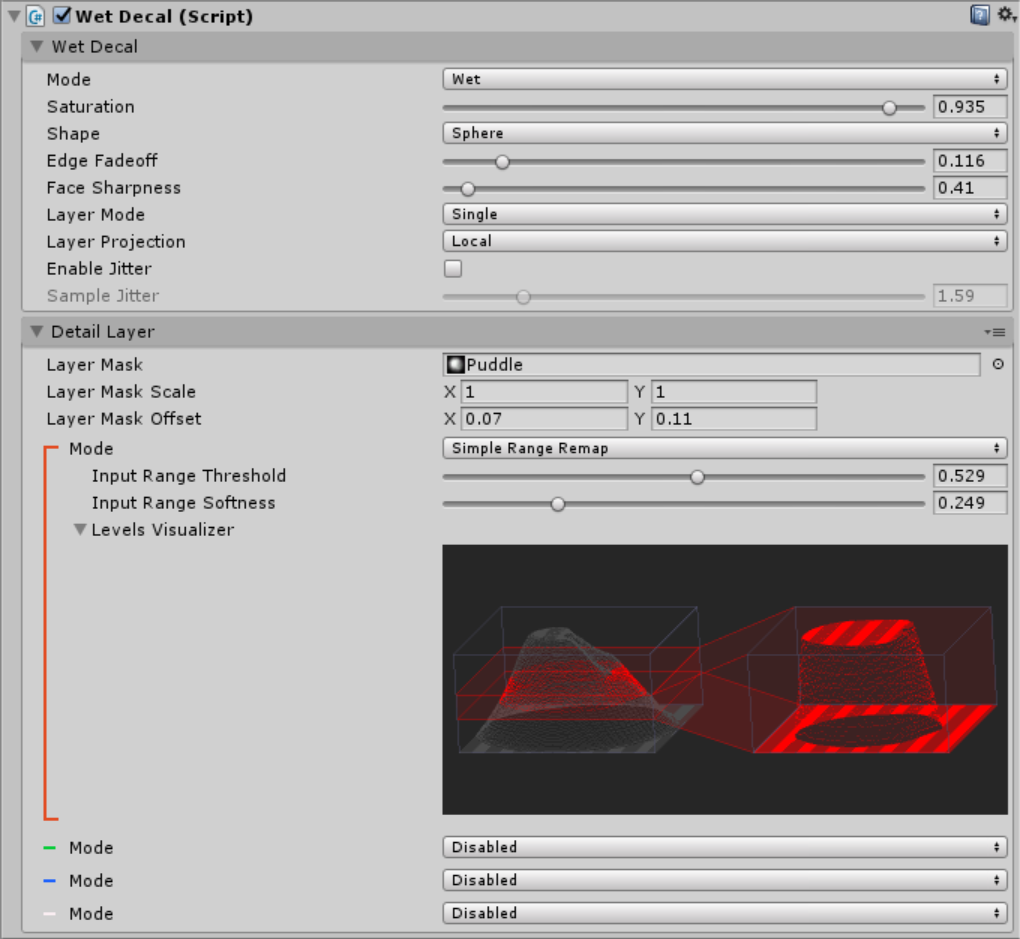 Wet Decal (Script)
Wet Decal
Mode Wet
Saturation 0.935
Shape Sphere
Edge Fadeoff 0.116
Face Sharpness 0.41
Layer Mode Single
Layer Projection Local
Enable Jitter
Sample Jitter 1.59
Detail Layer
Layer Mask Puddle
Layer Mask Scale X 1 Y 1
Layer Mask Offset X 0.07 Y 0.11
Mode Simple Range Remap
Input Range Threshold 0.529
Input Range Softness 0.249
Levels Visualizer
Mode Disabled
Mode Disabled
Mode Disabled